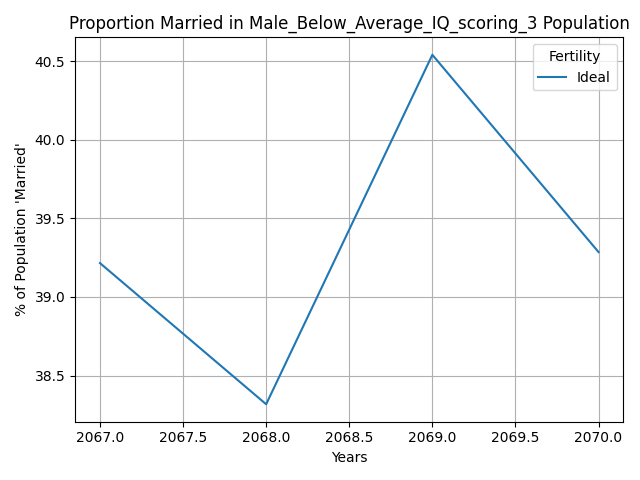 Proportion Married in Male_Below_Average_IQ_scoring_3 Population
Fertility
Ideal
% of Population 'Married'
40.5
40.0
39.5
39.0
38.5
2067.0 2067.5 2068.0 2068.5 2069.0 2069.5 2070.0
Years